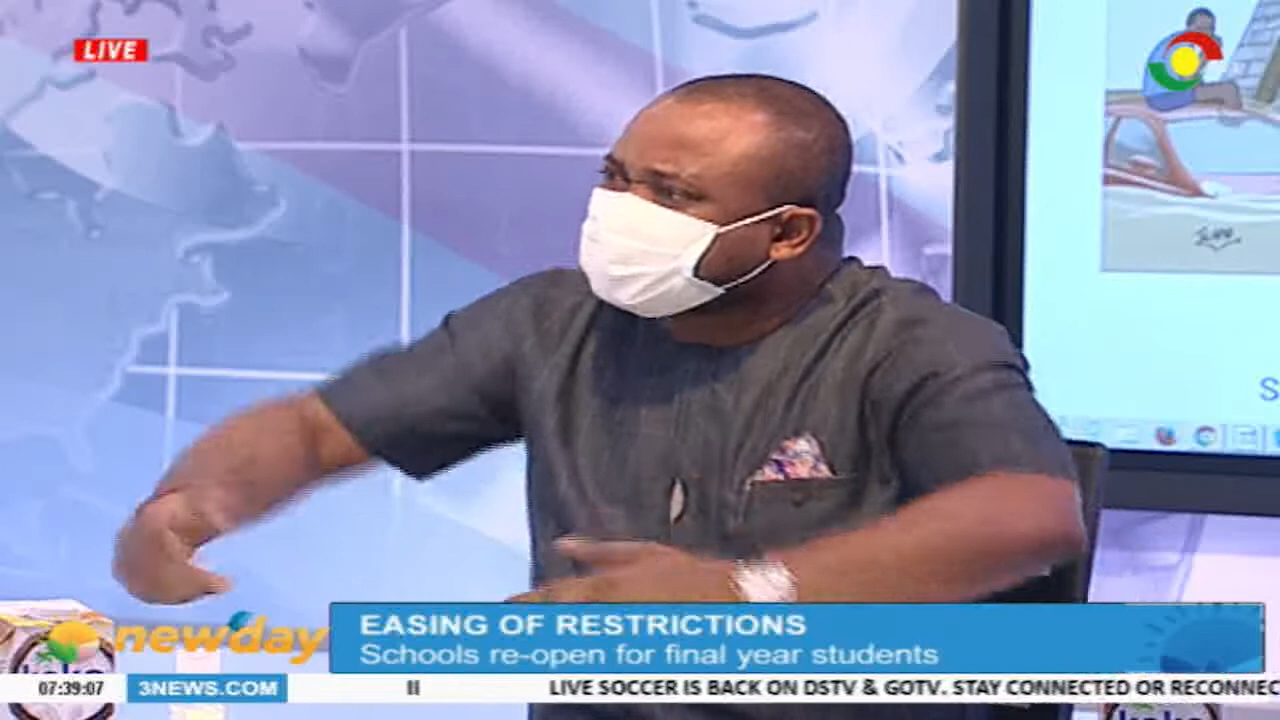 LIVE
S
EASING OF RESTRICTIONS
Schools re-open for final year students
newday
07:39:07
3NEWS.COM
II
LIVE SOCCER IS BACK ON DSTV & GOTV. STAY CONNECTED OR RECONNEC